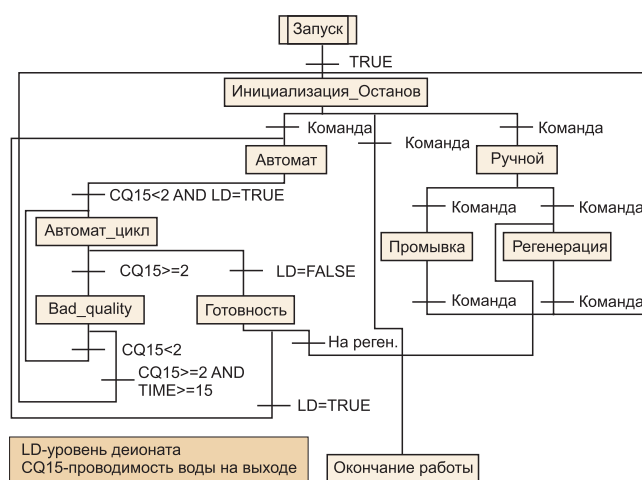 Запуск
TRUE
Инициализация_Останов
Команда
Команда
Команда
Автомат
Ручной
CQ15<2 AND LD=TRUE
Команда
Команда
Автомат_цикл
Промывка
Регенерация
CQ15>=2
LD=FALSE
Bad_quality
Готовность
Команда
Команда
На реген.
CQ15<2
CQ15>=2 AND
TIME>=15
LD=TRUE
LD-уровень деионата
CQ15-проводимость воды на выходе
Окончание работы